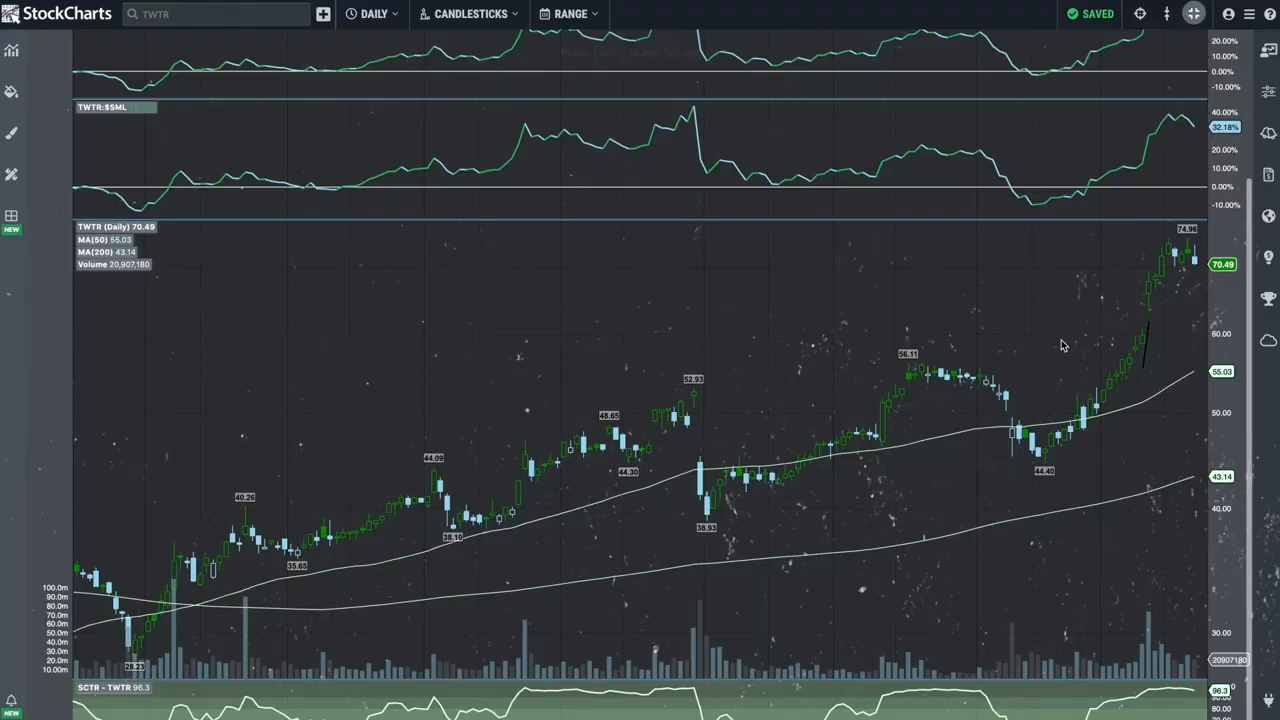 StockCharts TWTR DAILY CANDLESTICKS RANGE SAVED
20.00%
10.00%
0.00%
-10.00%
TWTR:$SML
40.00%
32.18%
20.00%
10.00%
0.00%
-10.00%
NEW
TWTR (Daily) 70.49
MA(50) 55.03
MA(200) 43.14
Volume 20,907,180
74.98
70.49
60.00
56.11
55.03
52.93
50.00
48.65
44.09
44.30
44.40
43.14
40.26
40.00
38.93
38.10
35.65
100.0m
90.0m
80.0m
70.0m
60.0m
50.0m
40.0m
30.0m
20.0m
10.0m
30.00
28.23
20907180
SCTR - TWTR 96.3
96.3
80.00
NEW